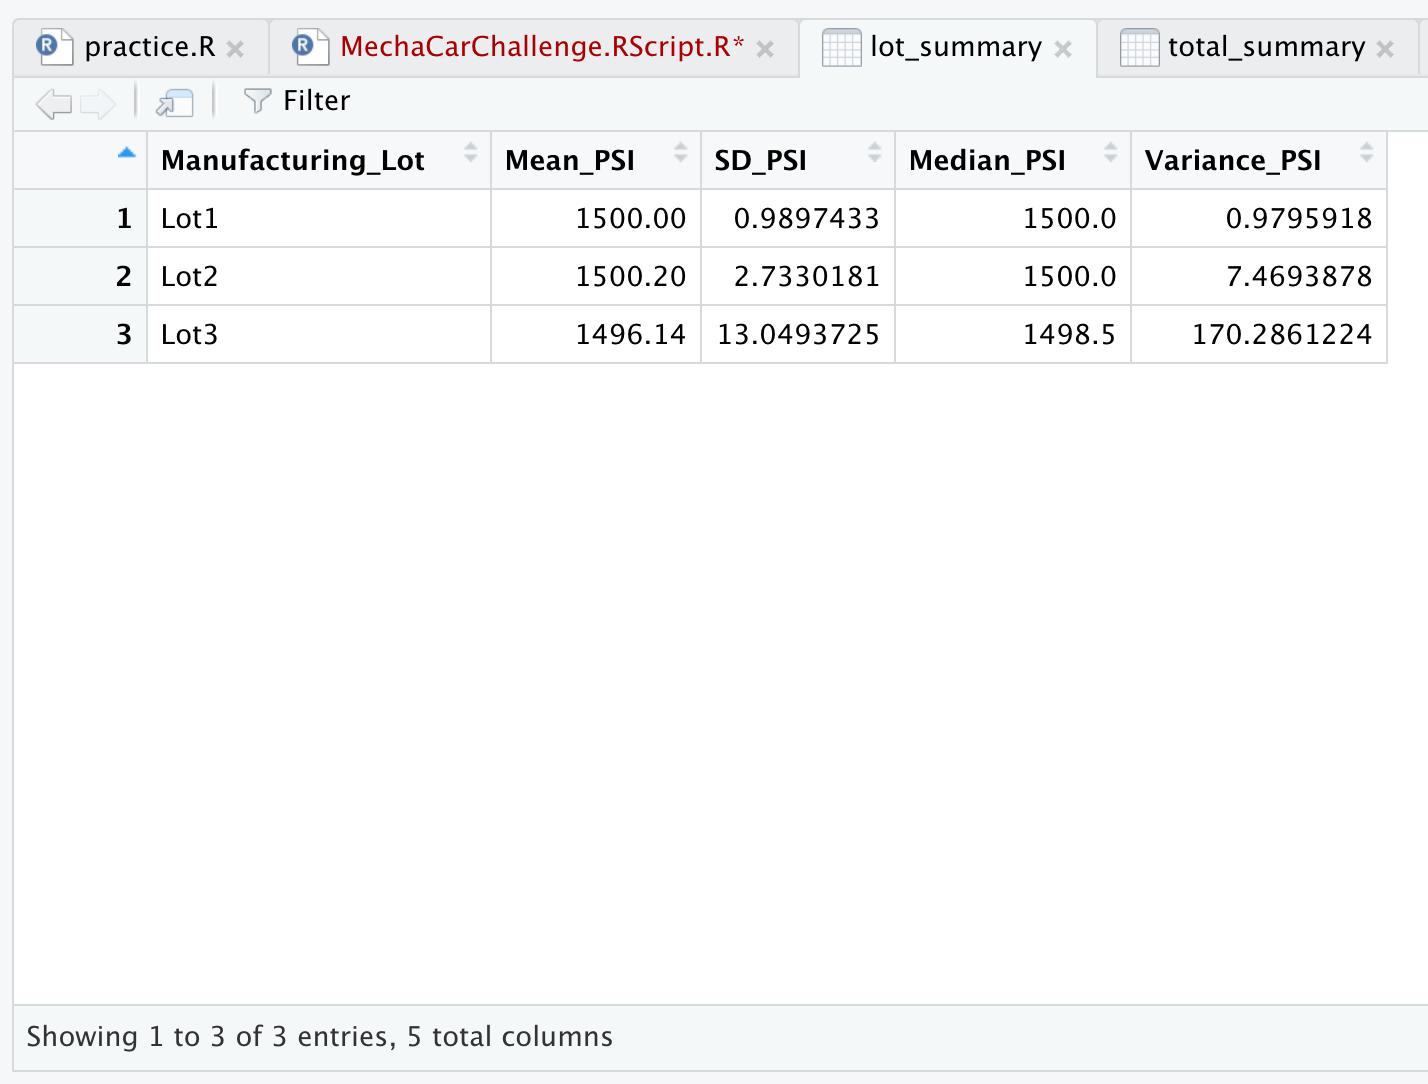 practice.R MechaCarChallenge.RScript.R* lot_summary total_summary
Filter
Manufacturing_Lot Mean_PSI SD_PSI Median_PSI Variance_PSI
1 Lot1 1500.00 0.9897433 1500.0 0.9795918
2 Lot2 1500.20 2.7330181 1500.0 7.4693878
3 Lot3 1496.14 13.0493725 1498.5 170.2861224
Showing 1 to 3 of 3 entries, 5 total columns